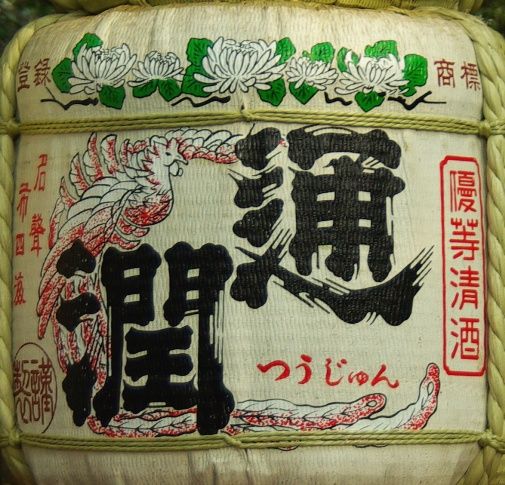 登録
商標
通潤
つうじゅん
優等清酒
名聲布四海